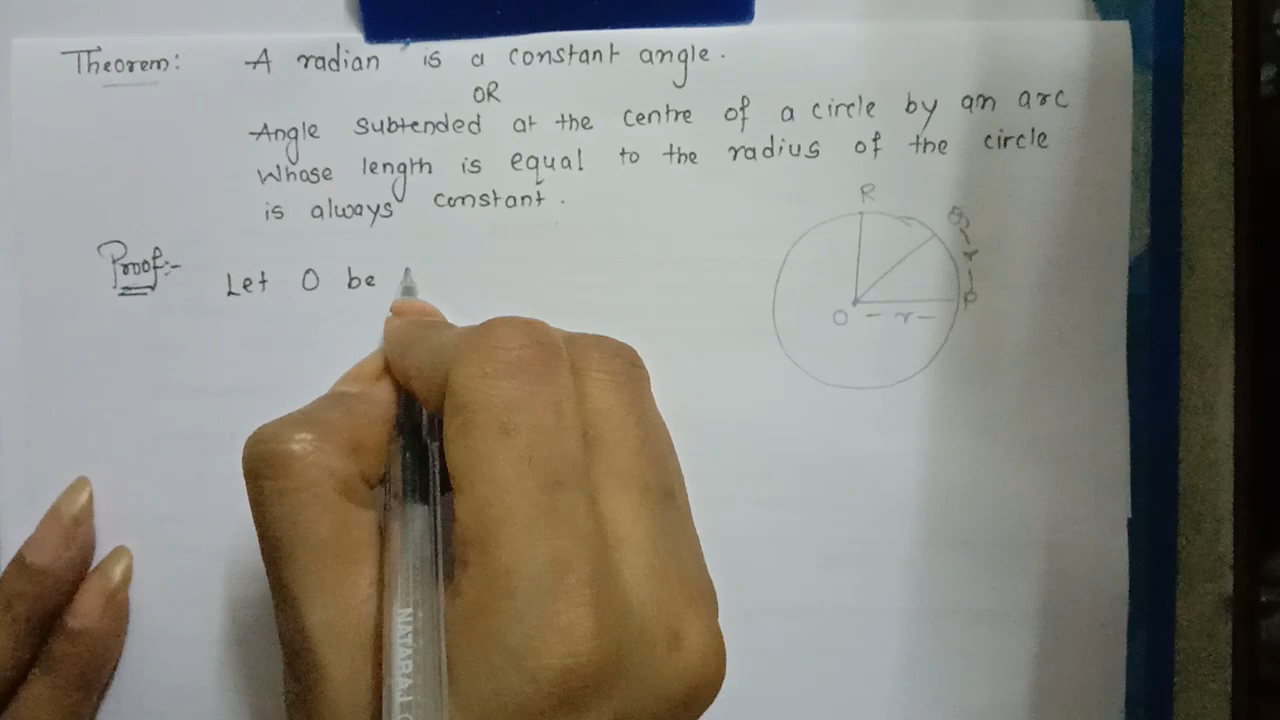 Theorem: A radian is a constant angle.
OR
Angle subtended at the centre of a circle by an arc
whose length is equal to the radius of the circle
is always constant.
R
Proof:- Let O be
r
P
O - r -
NATARAJ